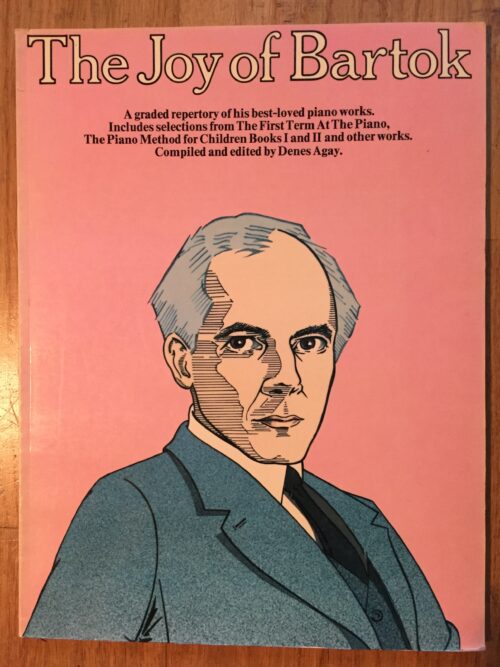 The Joy of Bartok
A graded repertory of his best-loved piano works.
Includes selections from The First Term At The Piano,
The Piano Method for Children Books I and II and other works.
Compiled and edited by Denes Agay.